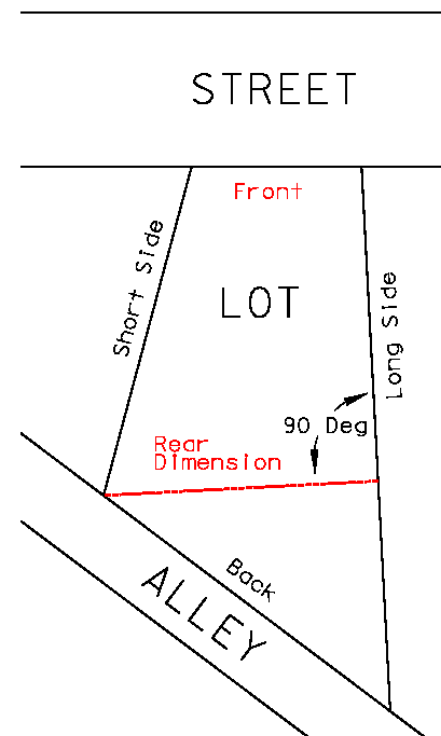 STREET
Front
Short Side
LOT
Long Side
90 Deg
Rear
Dimension
Back
ALLEY